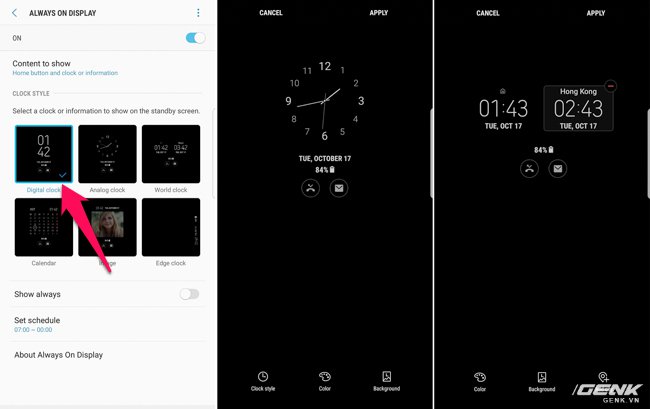 ALWAYS ON DISPLAY
ON
Content to show
Home button and clock or information
CLOCK STYLE
Select a clock or information to show on the standby screen.
01
42
Digital clock
Analog clock
01:42 03:42
World clock
Calendar
Edge clock
Show always
Set schedule
07:00 ~ 00:00
About Always On Display
CANCEL APPLY
12
11 1
10 2
9 3
8 4
7 5
6
TUE, OCTOBER 17
84%
Clock style Color Background
CANCEL APPLY
Hong Kong
01:43 02:43
TUE, OCT 17 TUE, OCT 17
84%
Color Background
GENK
GENK.VN